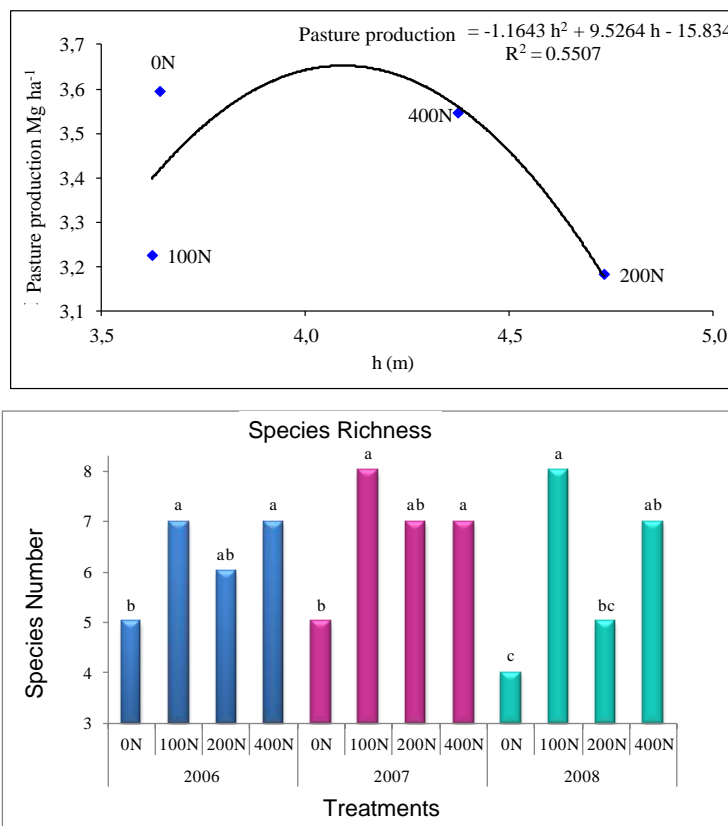 Pasture production = -1.1643 h² + 9.5264 h - 15.834
R² = 0.5507
Pasture production Mg ha⁻¹
3,7
3,6
3,5
3,4
3,3
3,2
3,1
0N
400N
100N
200N
3,5 4,0 4,5 5,0
h (m)
Species Richness
Species Number
8
7
6
5
4
3
b a ab a b a ab a c a bc ab
0N 100N 200N 400N 0N 100N 200N 400N 0N 100N 200N 400N
2006 2007 2008
Treatments